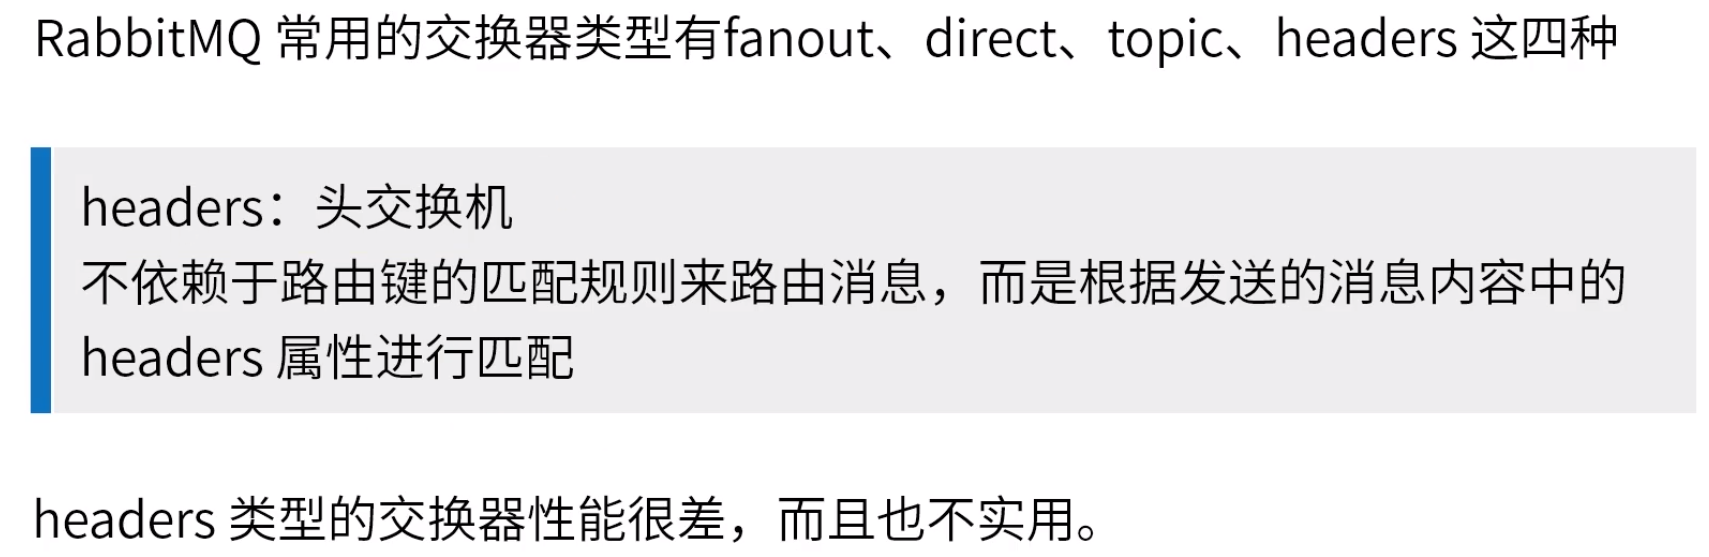 RabbitMQ 常用的交换器类型有fanout、direct、topic、headers 这四种
headers：头交换机
不依赖于路由键的匹配规则来路由消息，而是根据发送的消息内容中的
headers 属性进行匹配
headers 类型的交换器性能很差，而且也不实用。